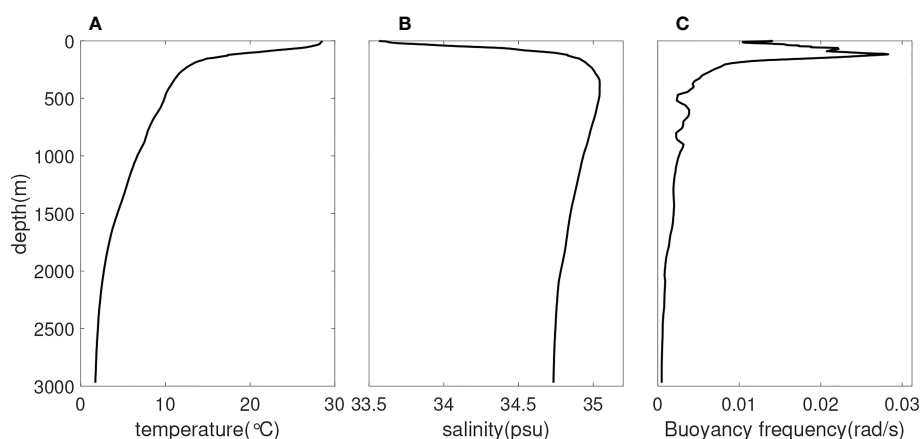 A B C
0
500
1000
1500
2000
2500
3000
depth(m)
0 10 20 30
33.5 34 34.5 35
0 0.01 0.02 0.03
temperature(°C) salinity(psu) Buoyancy frequency(rad/s)